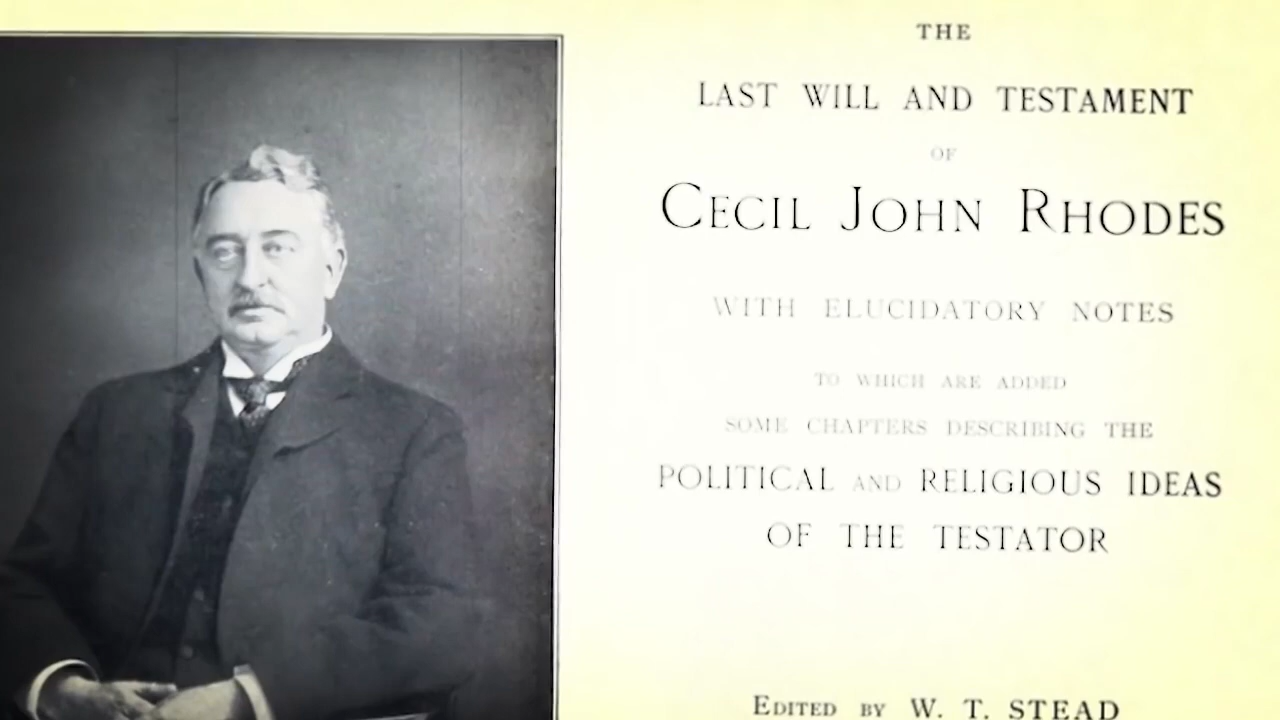 THE
LAST WILL AND TESTAMENT
OF
CECIL JOHN RHODES
WITH ELUCIDATORY NOTES
TO WHICH ARE ADDED
SOME CHAPTERS DESCRIBING THE
POLITICAL AND RELIGIOUS IDEAS
OF THE TESTATOR
EDITED BY W. T. STEAD